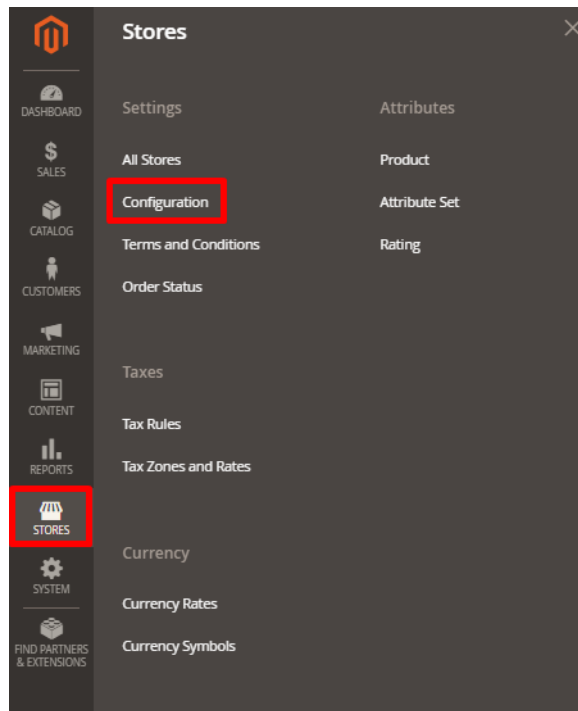 Stores
DASHBOARD
SALES
CATALOG
CUSTOMERS
MARKETING
CONTENT
REPORTS
STORES
SYSTEM
FIND PARTNERS
& EXTENSIONS
Settings
All Stores
Configuration
Terms and Conditions
Order Status
Attributes
Product
Attribute Set
Rating
Taxes
Tax Rules
Tax Zones and Rates
Currency
Currency Rates
Currency Symbols